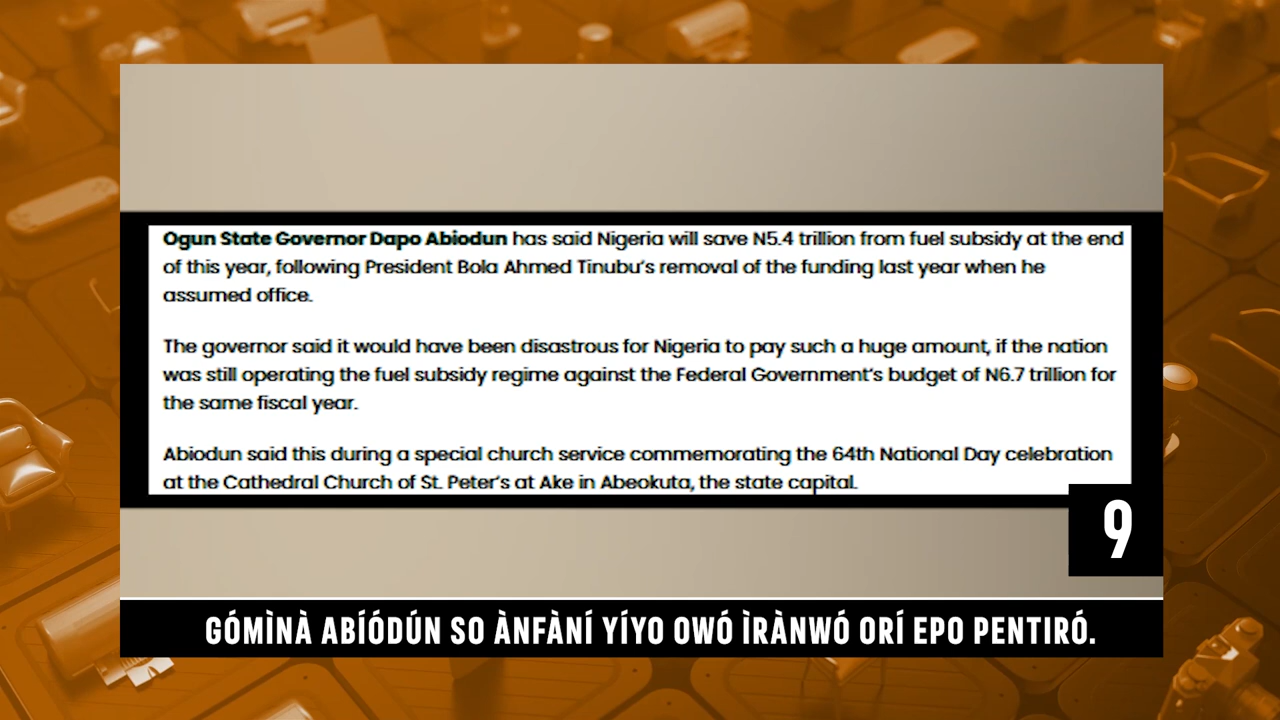 Ogun State Governor Dapo Abiodun has said Nigeria will save N5.4 trillion from fuel subsidy at the end
of this year, following President Bola Ahmed Tinubu's removal of the funding last year when he
assumed office.
The governor said it would have been disastrous for Nigeria to pay such a huge amount, if the nation
was still operating the fuel subsidy regime against the Federal Government's budget of N6.7 trillion for
the same fiscal year.
Abiodun said this during a special church service commemorating the 64th National Day celebration
at the Cathedral Church of St. Peter's at Ake in Abeokuta, the state capital.
9
GÓMÌNÀ ABÍÓDÚN SO ÀNFÀNÍ YÍYO OWÓ ÌRÀNWÓ ORÍ EPO PENTIRÓ.